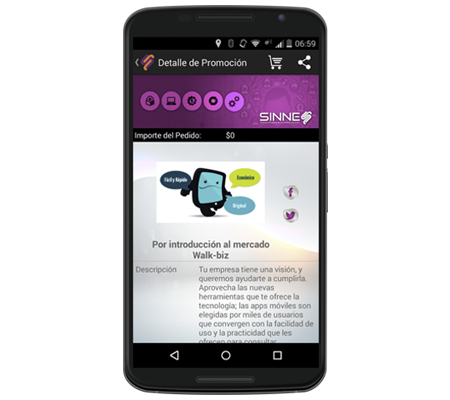 06:59
Detalle de Promoción
SINNE
Importe del Pedido: $0
Fácil y Rápido
Económico
Original
Por introducción al mercado
Walk-biz
Descripción
Tu empresa tiene una visión, y
queremos ayudarte a cumplirla.
Aprovecha las nuevas
herramientas que te ofrece la
tecnología; las apps móviles son
elegidas por miles de usuarios
que convergen con la facilidad de
uso y la practicidad que les
ofrecen para consultar